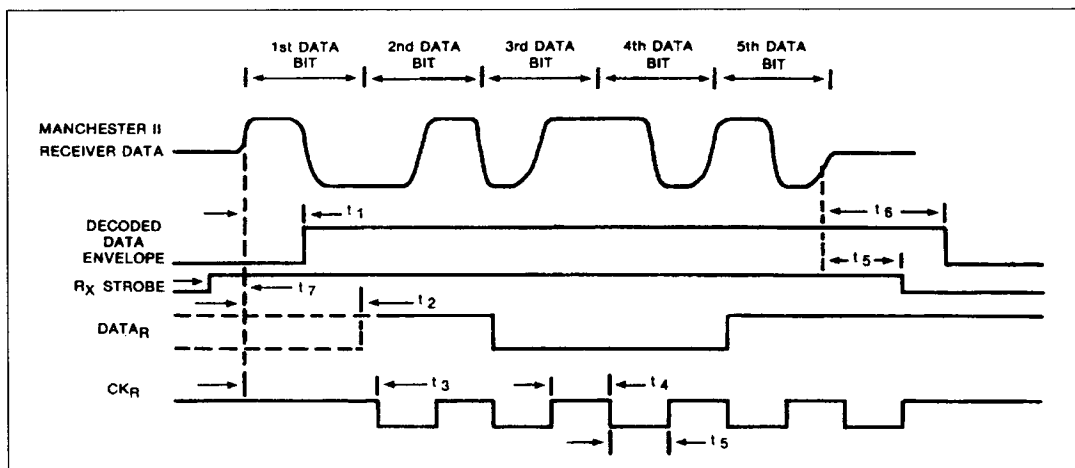 1st DATA BIT
2nd DATA BIT
3rd DATA BIT
4th DATA BIT
5th DATA BIT
MANCHESTER II
RECEIVER DATA
t1
t6
DECODED
DATA
ENVELOPE
t5
RX STROBE
t7
t2
DATAR
CKR
t3
t4
t5